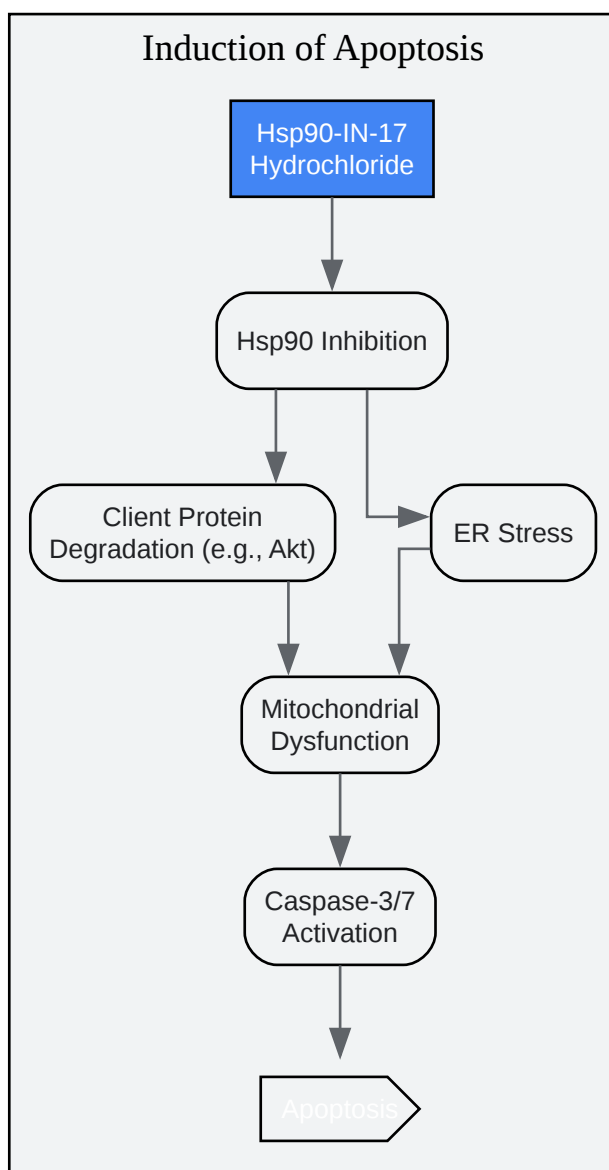 Induction of Apoptosis
Hsp90-IN-17
Hydrochloride
Hsp90 Inhibition
Client Protein
Degradation (e.g., Akt)
ER Stress
Mitochondrial
Dysfunction
Caspase-3/7
Activation
Apoptosis